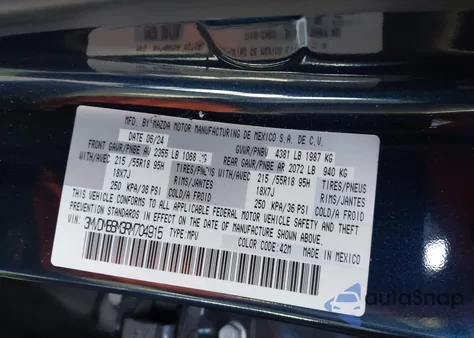 MFD. BY MAZDA MOTOR MANUFACTURING DE MEXICO S.A. DE C.V.
DATE 06/24 GVWR/PNBV 4381 LB 1987 KG
FRONT GAWR/PNBE AV 2355 LB 1068 KG REAR GAWR/PNBE AR 2072 LB 940 KG
WITH/AVEC 215/55R18 95H TIRES/PNEUS WITH/AVEC 215/55R18 95H TIRES/PNEUS
18X7J RIMS/JANTES 18X7J RIMS/JANTES
250 KPA/36 PSI 250 KPA/36 PSI
THIS VEHICLE CONFORMS TO ALL APPLICABLE FEDERAL MOTOR VEHICLE SAFETY AND THEFT
PREVENTION STANDARDS IN EFFECT ON THE DATE OF MANUFACTURE SHOWN ABOVE.
VIN: TYPE: MPV COLOR CODE: 42M MADE IN MEXICO
autoSnap